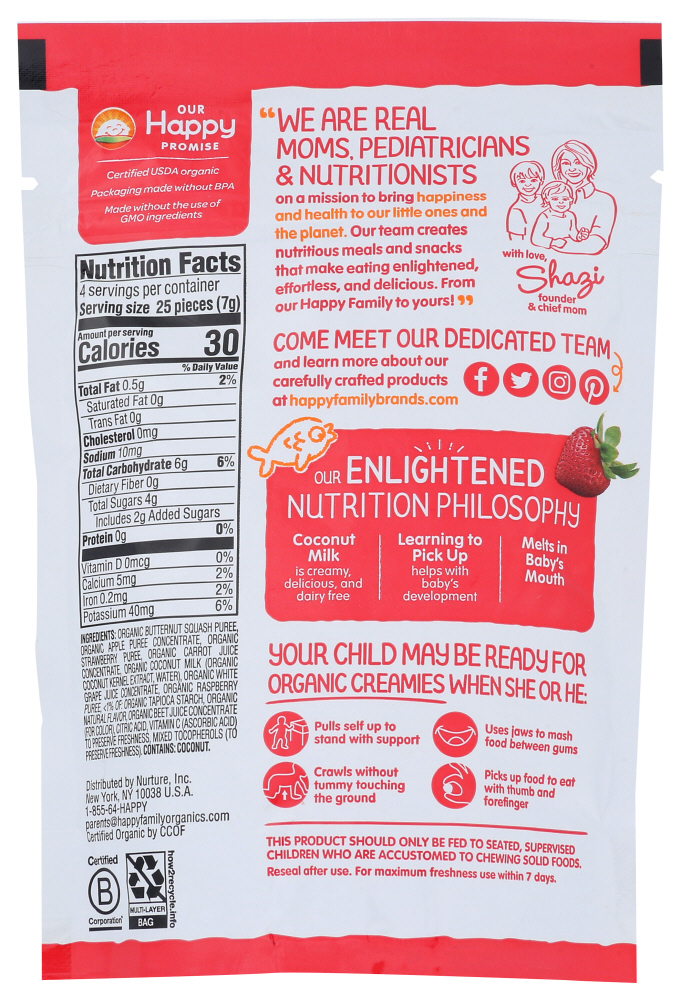 OUR
Happy
PROMISE
Certified USDA organic
Packaging made without BPA
Made without the use of
GMO ingredients
“WE ARE REAL
MOMS, PEDIATRICIANS
& NUTRITIONISTS
on a mission to bring happiness
and health to our little ones and
the planet. Our team creates
nutritious meals and snacks
that make eating enlightened,
effortless, and delicious. From
our Happy Family to yours! ”
with love,
Shazi
founder
& chief mom
Nutrition Facts
4 servings per container
Serving size 25 pieces (7g)
Amount per serving
Calories 30
% Daily Value
Total Fat 0.5g 2%
Saturated Fat 0g
Trans Fat 0g
Cholesterol 0mg
Sodium 10mg
Total Carbohydrate 6g 6%
Dietary Fiber 0g
Total Sugars 4g
Includes 2g Added Sugars
Protein 0g 0%
Vitamin D 0mcg 0%
Calcium 5mg 2%
Iron 0.2mg 2%
Potassium 40mg 6%
INGREDIENTS: ORGANIC BUTTERNUT SQUASH PUREE,
ORGANIC APPLE PUREE CONCENTRATE, ORGANIC
STRAWBERRY PUREE, ORGANIC CARROT JUICE
CONCENTRATE, ORGANIC COCONUT MILK (ORGANIC
COCONUT KERNEL EXTRACT, WATER), ORGANIC WHITE
GRAPE JUICE CONCENTRATE, ORGANIC RASPBERRY
PUREE, <1% OF: ORGANIC TAPIOCA STARCH, ORGANIC
NATURAL FLAVOR, ORGANIC BEET JUICE CONCENTRATE
(FOR COLOR), CITRIC ACID, VITAMIN C (ASCORBIC ACID)
TO PRESERVE FRESHNESS, MIXED TOCOPHEROLS (TO
PRESERVE FRESHNESS). CONTAINS: COCONUT.
Distributed by Nurture, Inc.
New York, NY 10038 U.S.A.
1-855-64-HAPPY
parents@happyfamilyorganics.com
Certified Organic by CCOF
Certified
B
Corporation
MULTI-LAYER
BAG
how2recycle.info
COME MEET OUR DEDICATED TEAM
and learn more about our
carefully crafted products
at happyfamilybrands.com
OUR ENLIGHTENED
NUTRITION PHILOSOPHY
Coconut
Milk
is creamy,
delicious, and
dairy free
Learning to
Pick Up
helps with
baby's
development
Melts in
Baby's
Mouth
YOUR CHILD MAY BE READY FOR
ORGANIC CREAMIES WHEN SHE OR HE:
Pulls self up to
stand with support
Uses jaws to mash
food between gums
Crawls without
tummy touching
the ground
Picks up food to eat
with thumb and
forefinger
THIS PRODUCT SHOULD ONLY BE FED TO SEATED, SUPERVISED
CHILDREN WHO ARE ACCUSTOMED TO CHEWING SOLID FOODS.
Reseal after use. For maximum freshness use within 7 days.